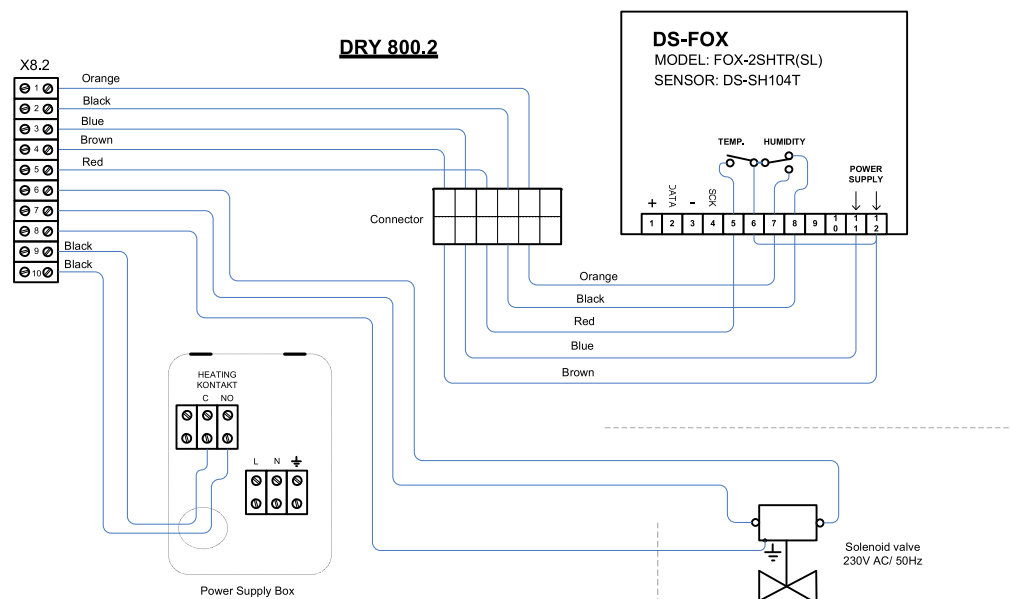 DRY 800.2
X8.2
1
2
3
4
5
6
7
8
9
10
Orange
Black
Blue
Brown
Red
Black
Black
Connector
DS-FOX
MODEL: FOX-2SHTR(SL)
SENSOR: DS-SH104T
TEMP. HUMIDITY
POWER
SUPPLY
+ DATA - SCK
1 2 3 4 5 6 7 8 9 10 11 12
Orange
Black
Red
Blue
Brown
HEATING
KONTAKT
C NO
L N
Power Supply Box
Solenoid valve
230V AC/ 50Hz